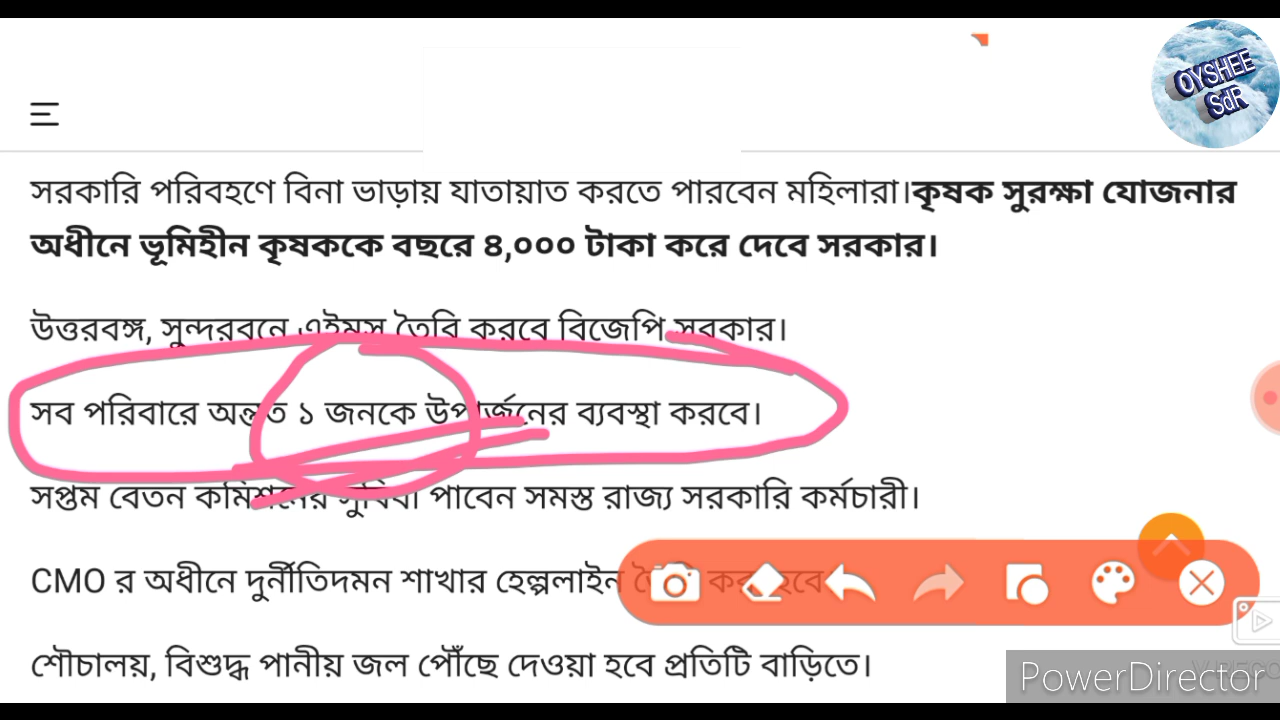 OYSHEE
SdR
সরকারি পরিবহণে বিনা ভাড়ায় যাতায়াত করতে পারবেন মহিলারা।কৃষক সুরক্ষা যোজনার
অধীনে ভূমিহীন কৃষককে বছরে ৪,০০০ টাকা করে দেবে সরকার।
উত্তরবঙ্গ, সুন্দরবনে এইমস তৈরি করবে বিজেপি সরকার।
সব পরিবারে অন্তত ১ জনকে উপার্জনের ব্যবস্থা করবে।
সপ্তম বেতন কমিশনের সুবিধা পাবেন সমস্ত রাজ্য সরকারি কর্মচারী।
CMO র অধীনে দুর্নীতিদমন শাখার হেল্পলাইন তৈরি করা হবে
শৌচালয়, বিশুদ্ধ পানীয় জল পৌঁছে দেওয়া হবে প্রতিটি বাড়িতে।
PowerDirector